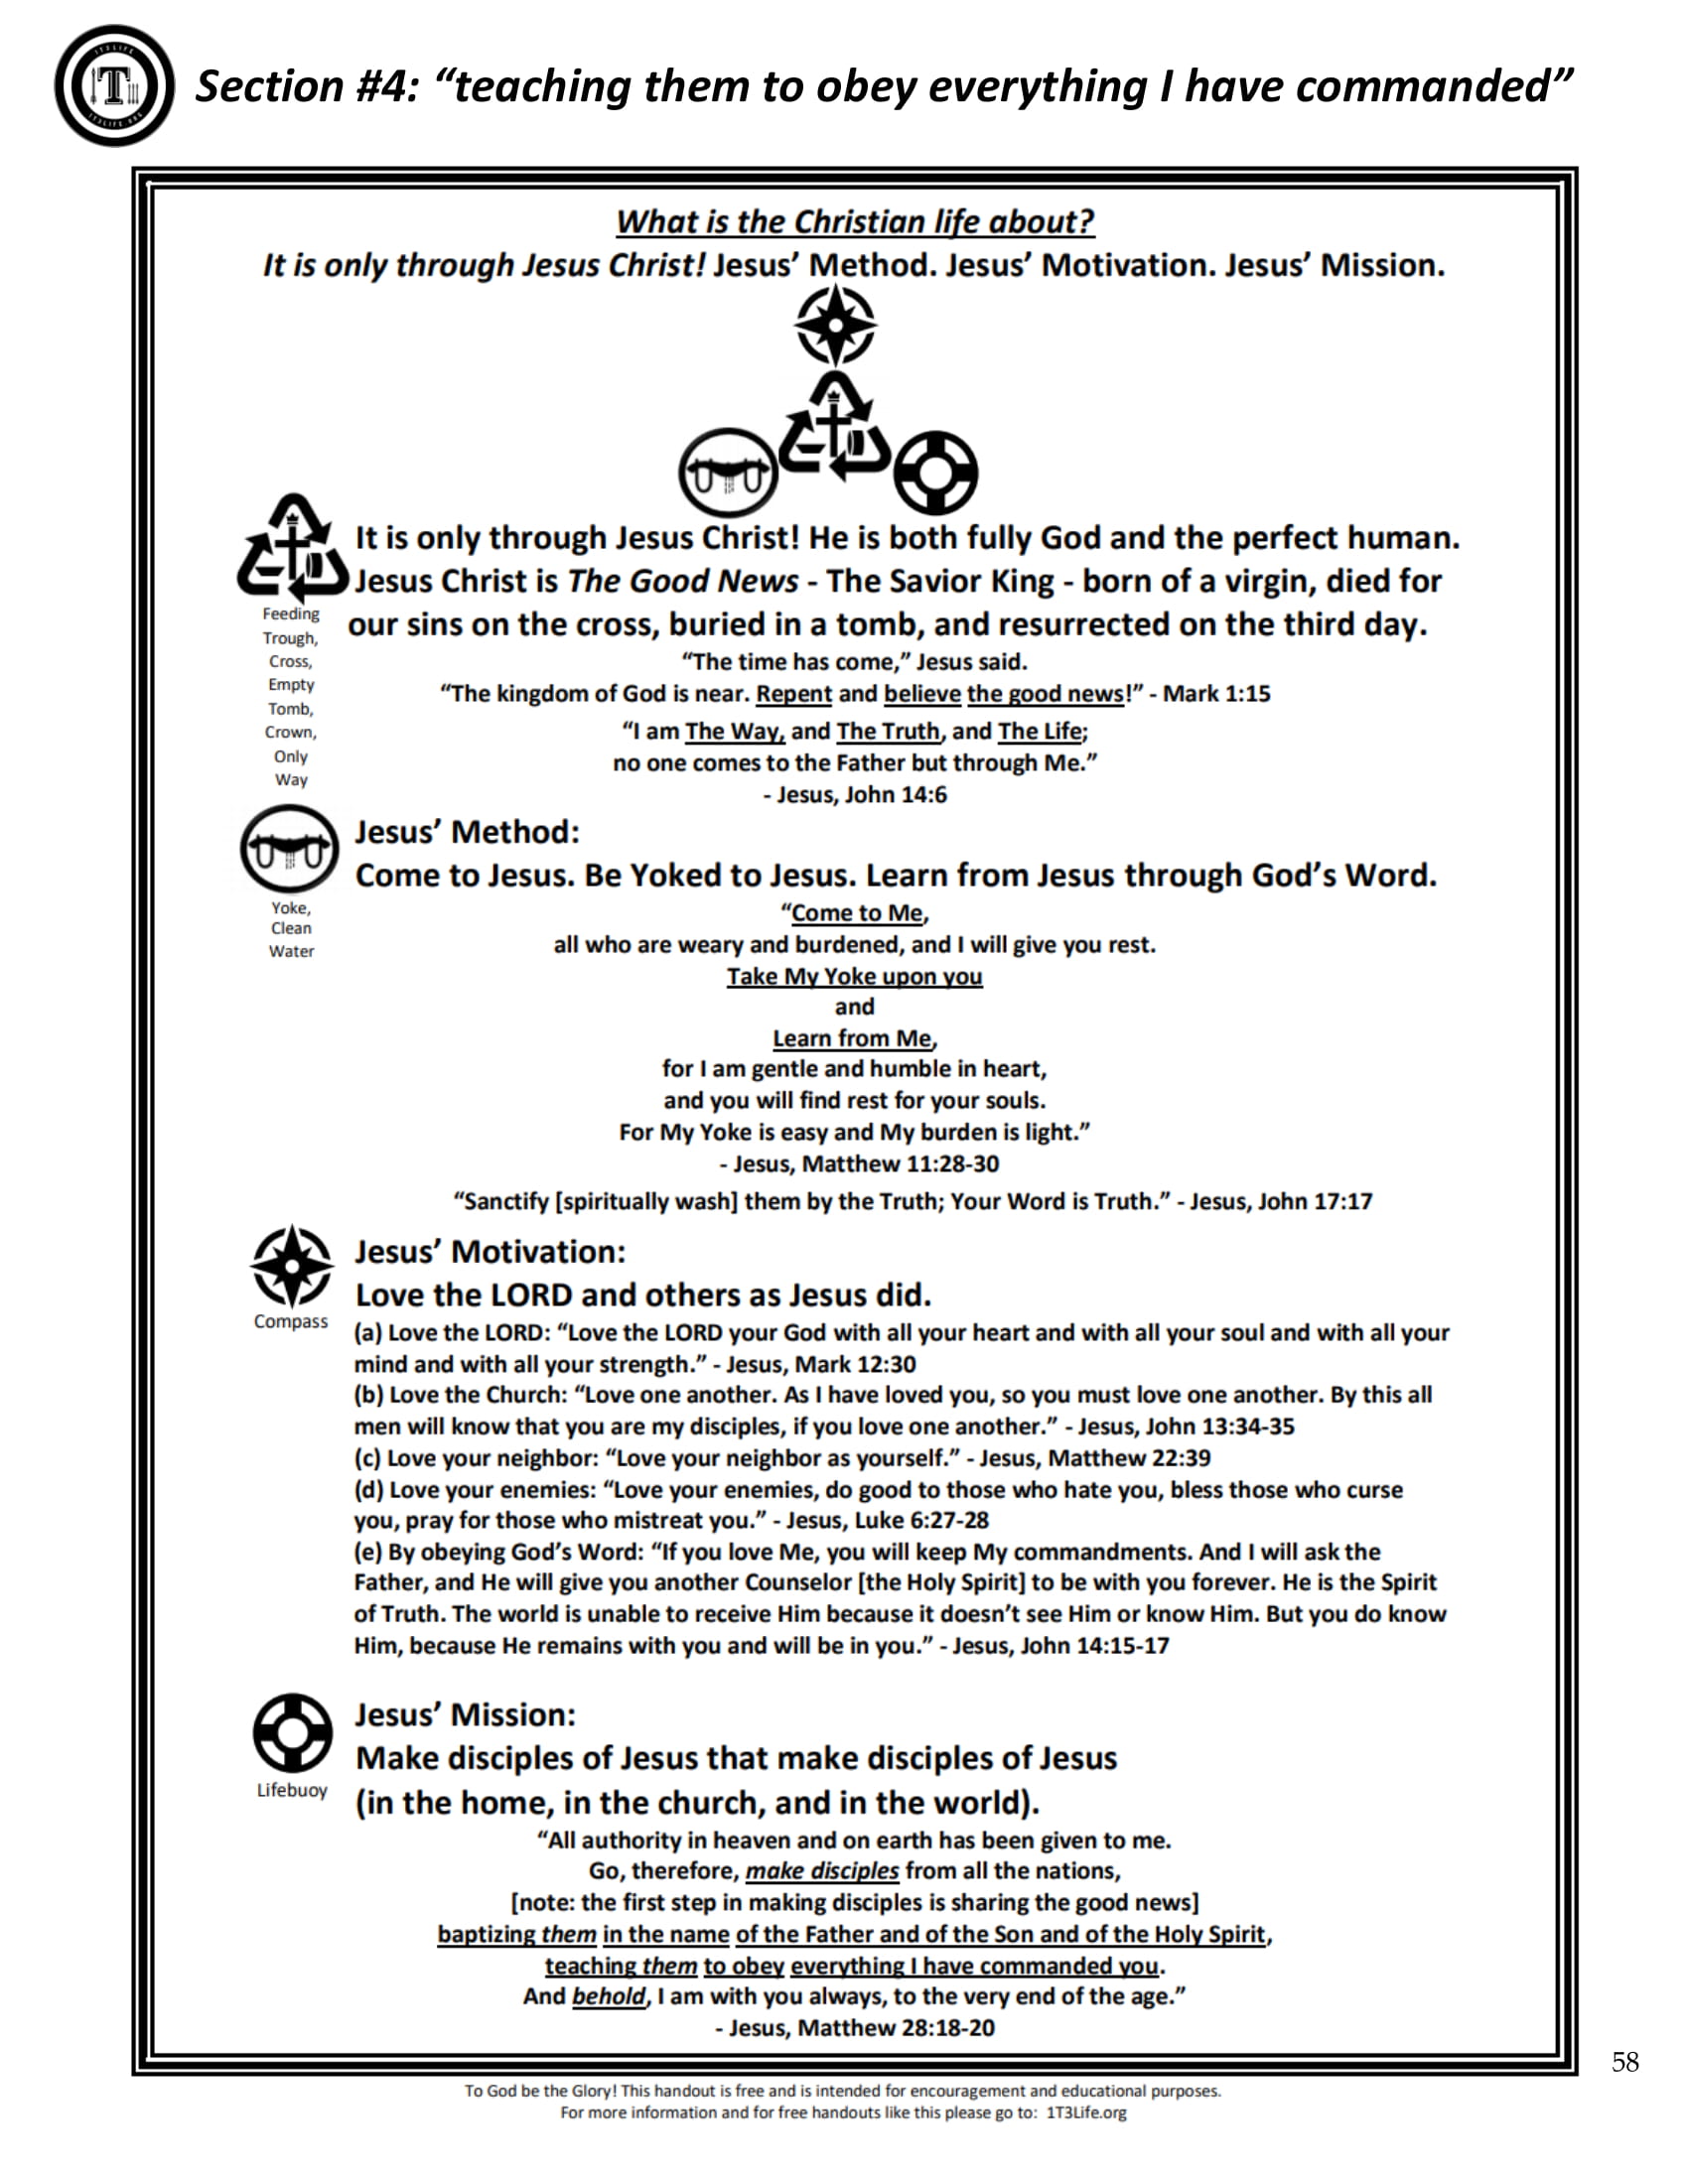 1T3LIFE
1T3LIFE.ORG
Section #4: “teaching them to obey everything I have commanded”
What is the Christian life about?
It is only through Jesus Christ! Jesus’ Method. Jesus’ Motivation. Jesus’ Mission.
It is only through Jesus Christ! He is both fully God and the perfect human.
Jesus Christ is The Good News - The Savior King - born of a virgin, died for
our sins on the cross, buried in a tomb, and resurrected on the third day.
Feeding
Trough,
Cross,
Empty
Tomb,
Crown,
Only
Way
“The time has come,” Jesus said.
“The kingdom of God is near. Repent and believe the good news!” - Mark 1:15
“I am The Way, and The Truth, and The Life;
no one comes to the Father but through Me.”
- Jesus, John 14:6
Jesus’ Method:
Come to Jesus. Be Yoked to Jesus. Learn from Jesus through God’s Word.
Yoke,
Clean
Water
“Come to Me,
all who are weary and burdened, and I will give you rest.
Take My Yoke upon you
and
Learn from Me,
for I am gentle and humble in heart,
and you will find rest for your souls.
For My Yoke is easy and My burden is light.”
- Jesus, Matthew 11:28-30
“Sanctify [spiritually wash] them by the Truth; Your Word is Truth.” - Jesus, John 17:17
Jesus’ Motivation:
Love the LORD and others as Jesus did.
Compass
(a) Love the LORD: “Love the LORD your God with all your heart and with all your soul and with all your
mind and with all your strength.” - Jesus, Mark 12:30
(b) Love the Church: “Love one another. As I have loved you, so you must love one another. By this all
men will know that you are my disciples, if you love one another.” - Jesus, John 13:34-35
(c) Love your neighbor: “Love your neighbor as yourself.” - Jesus, Matthew 22:39
(d) Love your enemies: “Love your enemies, do good to those who hate you, bless those who curse
you, pray for those who mistreat you.” - Jesus, Luke 6:27-28
(e) By obeying God’s Word: “If you love Me, you will keep My commandments. And I will ask the
Father, and He will give you another Counselor [the Holy Spirit] to be with you forever. He is the Spirit
of Truth. The world is unable to receive Him because it doesn’t see Him or know Him. But you do know
Him, because He remains with you and will be in you.” - Jesus, John 14:15-17
Jesus’ Mission:
Make disciples of Jesus that make disciples of Jesus
(in the home, in the church, and in the world).
Lifebuoy
“All authority in heaven and on earth has been given to me.
Go, therefore, make disciples from all the nations,
[note: the first step in making disciples is sharing the good news]
baptizing them in the name of the Father and of the Son and of the Holy Spirit,
teaching them to obey everything I have commanded you.
And behold, I am with you always, to the very end of the age.”
- Jesus, Matthew 28:18-20
58
To God be the Glory! This handout is free and is intended for encouragement and educational purposes.
For more information and for free handouts like this please go to: 1T3Life.org